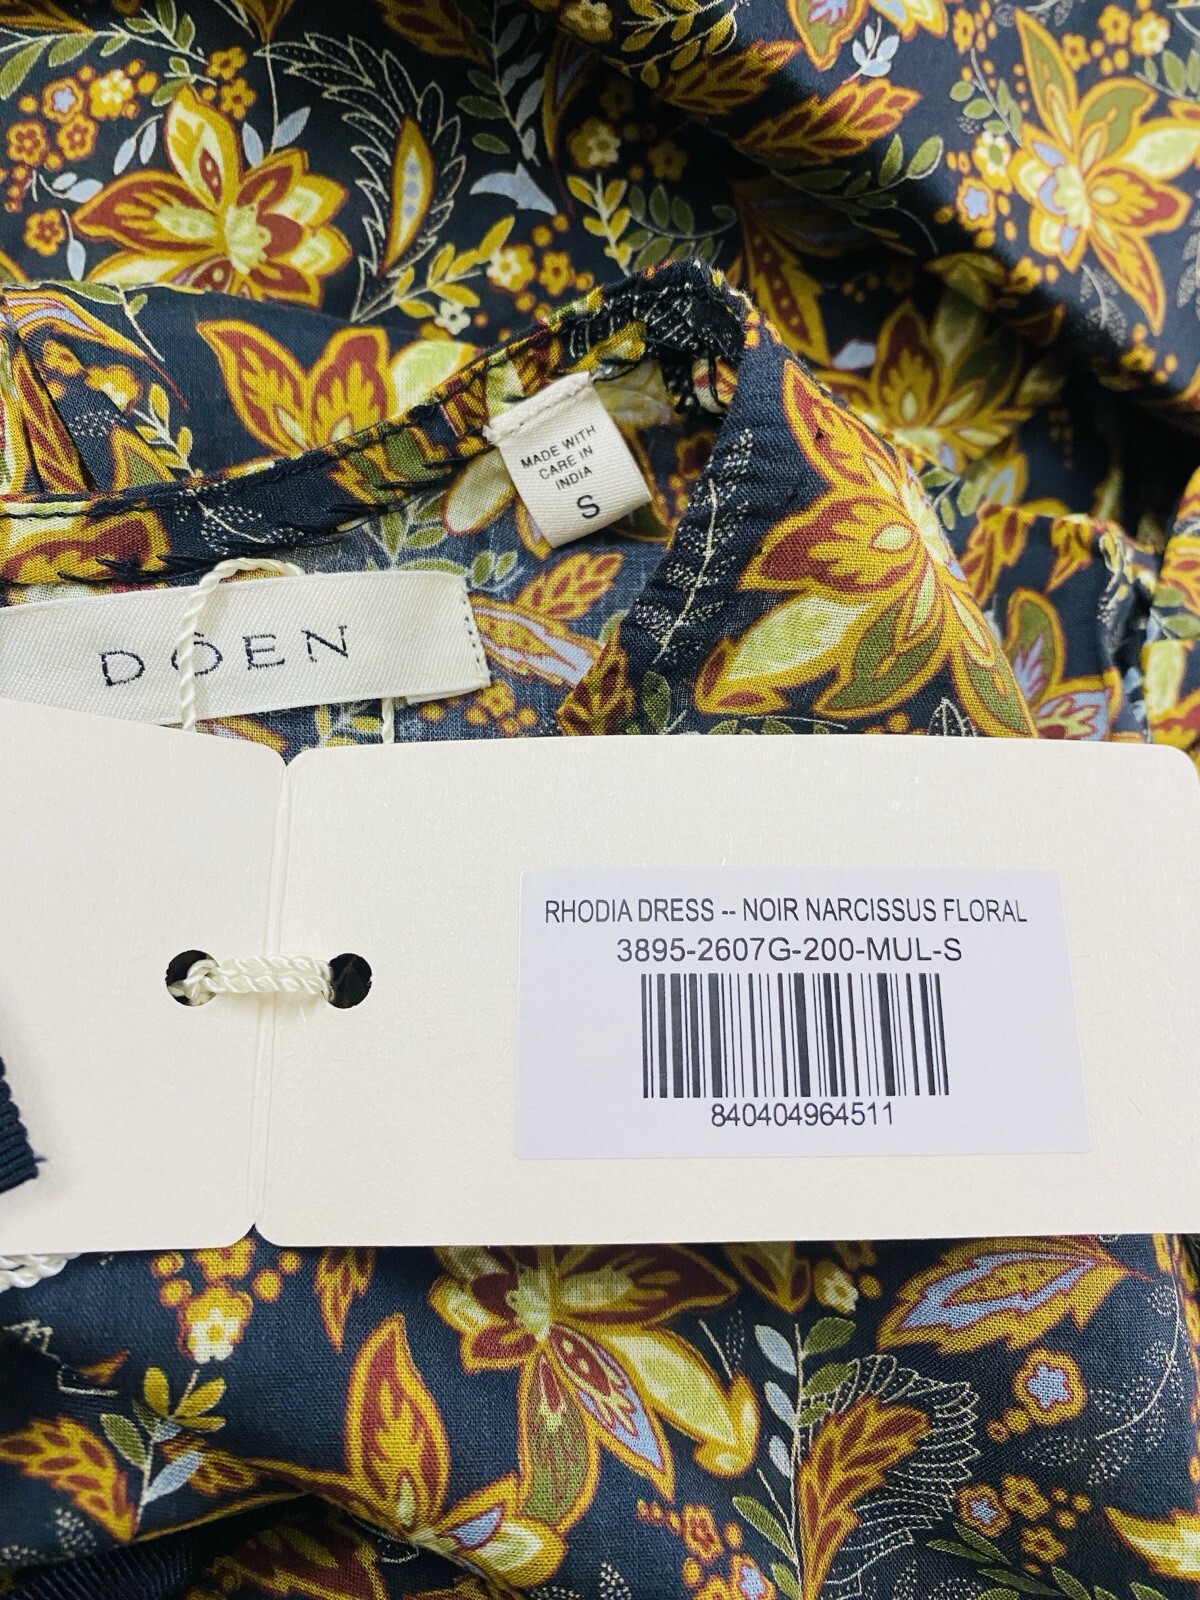 MADE WITH
CARE IN
INDIA
S
DÔEN
RHODIA DRESS -- NOIR NARCISSUS FLORAL
3895-2607G-200-MUL-S
840404964511